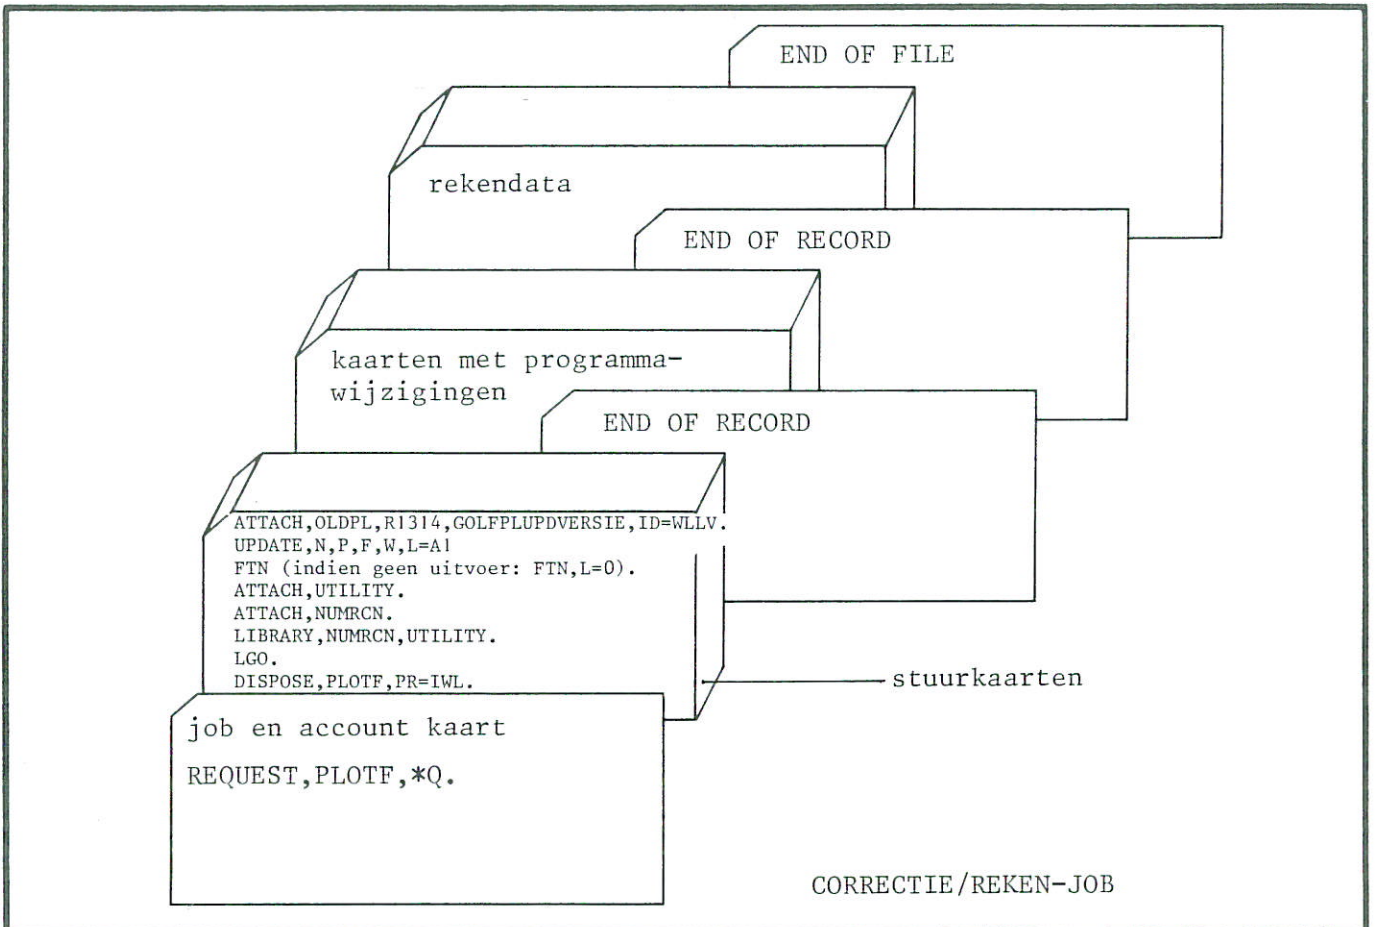 END OF FILE
rekendata
END OF RECORD
kaarten met programma-
wijzigingen
END OF RECORD
ATTACH,OLDPL,R1314,GOLFPLUPDVERSIE,ID=WLLV.
UPDATE,N,P,F,W,L=A1
FTN (indien geen uitvoer: FTN,L=0).
ATTACH,UTILITY.
ATTACH,NUMRCN.
LIBRARY,NUMRCN,UTILITY.
LGO.
DISPOSE,PLOTF,PR=IWL.
stuurkaarten
job en account kaart
REQUEST,PLOTF,*Q.
CORRECTIE/REKEN-JOB